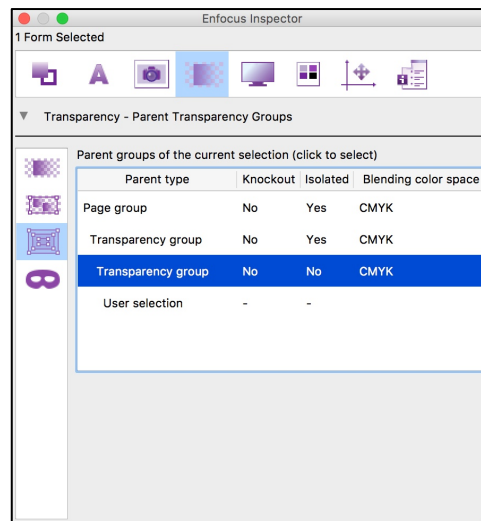 Enfocus Inspector
1 Form Selected
A
Transparency - Parent Transparency Groups
Parent groups of the current selection (click to select)
Parent type Knockout Isolated Blending color space
Page group No Yes CMYK
Transparency group No Yes CMYK
Transparency group No No CMYK
User selection - -